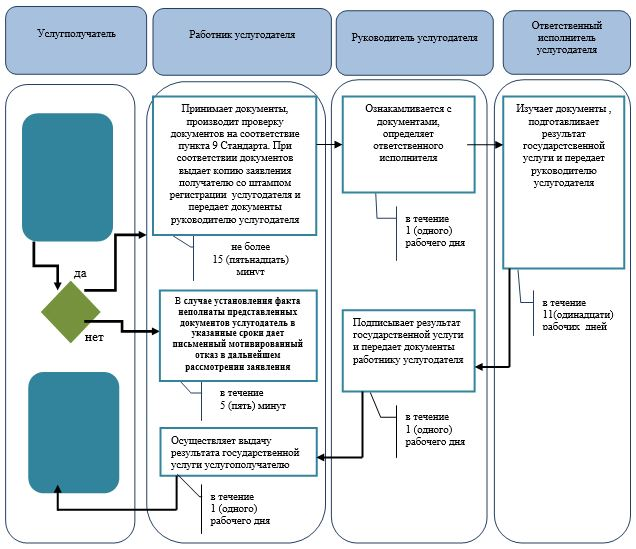 Услугполучатель
Работник услугодателя
Руководитель услугодателя
Ответственный
исполнитель
услугодателя
Принимает документы,
производит проверку
документов на соответствие
пункта 9 Стандарта. При
соответствии документов
выдает копию заявления
получателю со штампом
регистрации услугодателя и
передает документы
руководителю услугодателя
не более
15 (пятьнадцать)
минут
Ознакамливается с
документами,
определяет
ответственного
исполнителя
в течение
1 (одного)
рабочего дня
Изучает документы ,
подготавливает
результат
государтсвенной
услуги и передает
руководителю
услугодателя
в течение
11(одинадцати)
рабочих дней
да
нет
В случае установления факта
неполнаты представленных
документов услугодатель в
указанные сроки дает
письменный мотивированный
отказ в дальнейшем
рассмотрении заявления
в течение
5 (пять) минут
Подписывает результат
государственной услуги
и передает документы
работнику услугодателя
в течение
1 (одного)
рабочего дня
Осуществляет выдачу
результата государственной
услуги услугополучателю
в течение
1 (одного)
рабочего дня